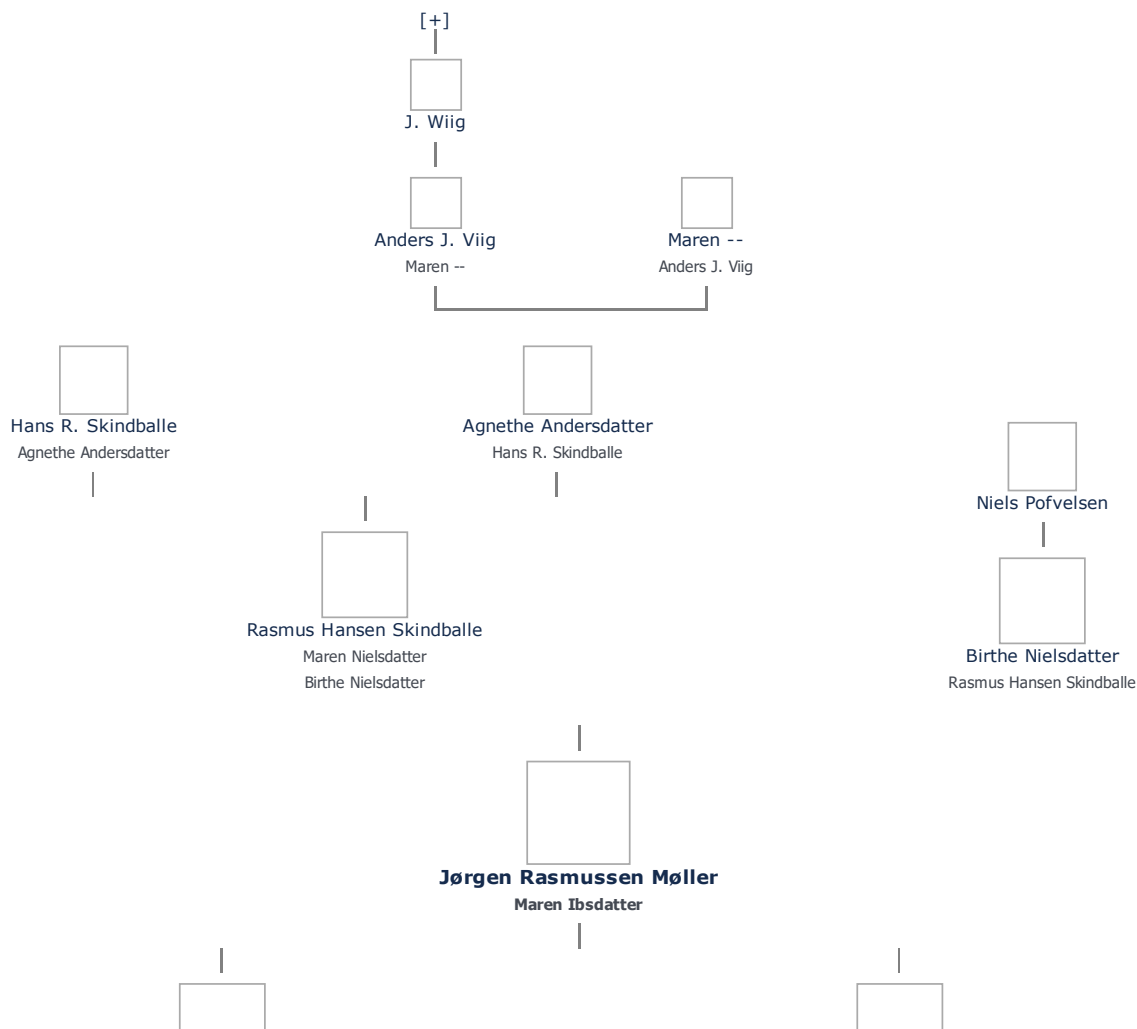 [+]
J. Wiig
Anders J. Viig
Maren --
Maren --
Anders J. Viig
Hans R. Skindballe
Agnethe Andersdatter
Agnethe Andersdatter
Hans R. Skindballe
Niels Pofvelsen
Rasmus Hansen Skindballe
Maren Nielsdatter
Birthe Nielsdatter
Birthe Nielsdatter
Rasmus Hansen Skindballe
Jørgen Rasmussen Møller
Maren Ibsdatter